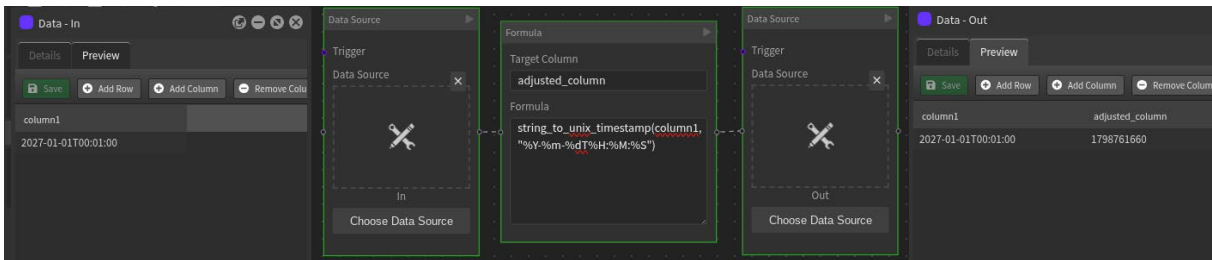 Data - In
Details
Preview
Save
Add Row
Add Column
Remove Colu
column1
2027-01-01T00:01:00
Data Source
Trigger
Data Source
In
Choose Data Source
Formula
Target Column
adjusted_column
Formula
string_to_unix_timestamp(column1,
"%Y-%m-%dT%H:%M:%S")
Data Source
Trigger
Data Source
Out
Choose Data Source
Data - Out
Details
Preview
Save
Add Row
Add Column
Remove Colum
column1
adjusted_column
2027-01-01T00:01:00
1798761660